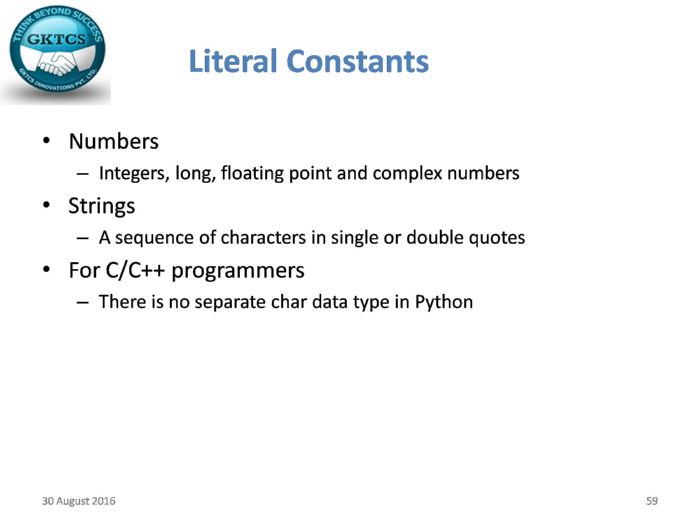 THINK BEYOND SUCCESS
GKTCS
GKTCS INNOVATIONS PVT. LTD.
Literal Constants
• Numbers
– Integers, long, floating point and complex numbers
• Strings
– A sequence of characters in single or double quotes
• For C/C++ programmers
– There is no separate char data type in Python
30 August 2016
59